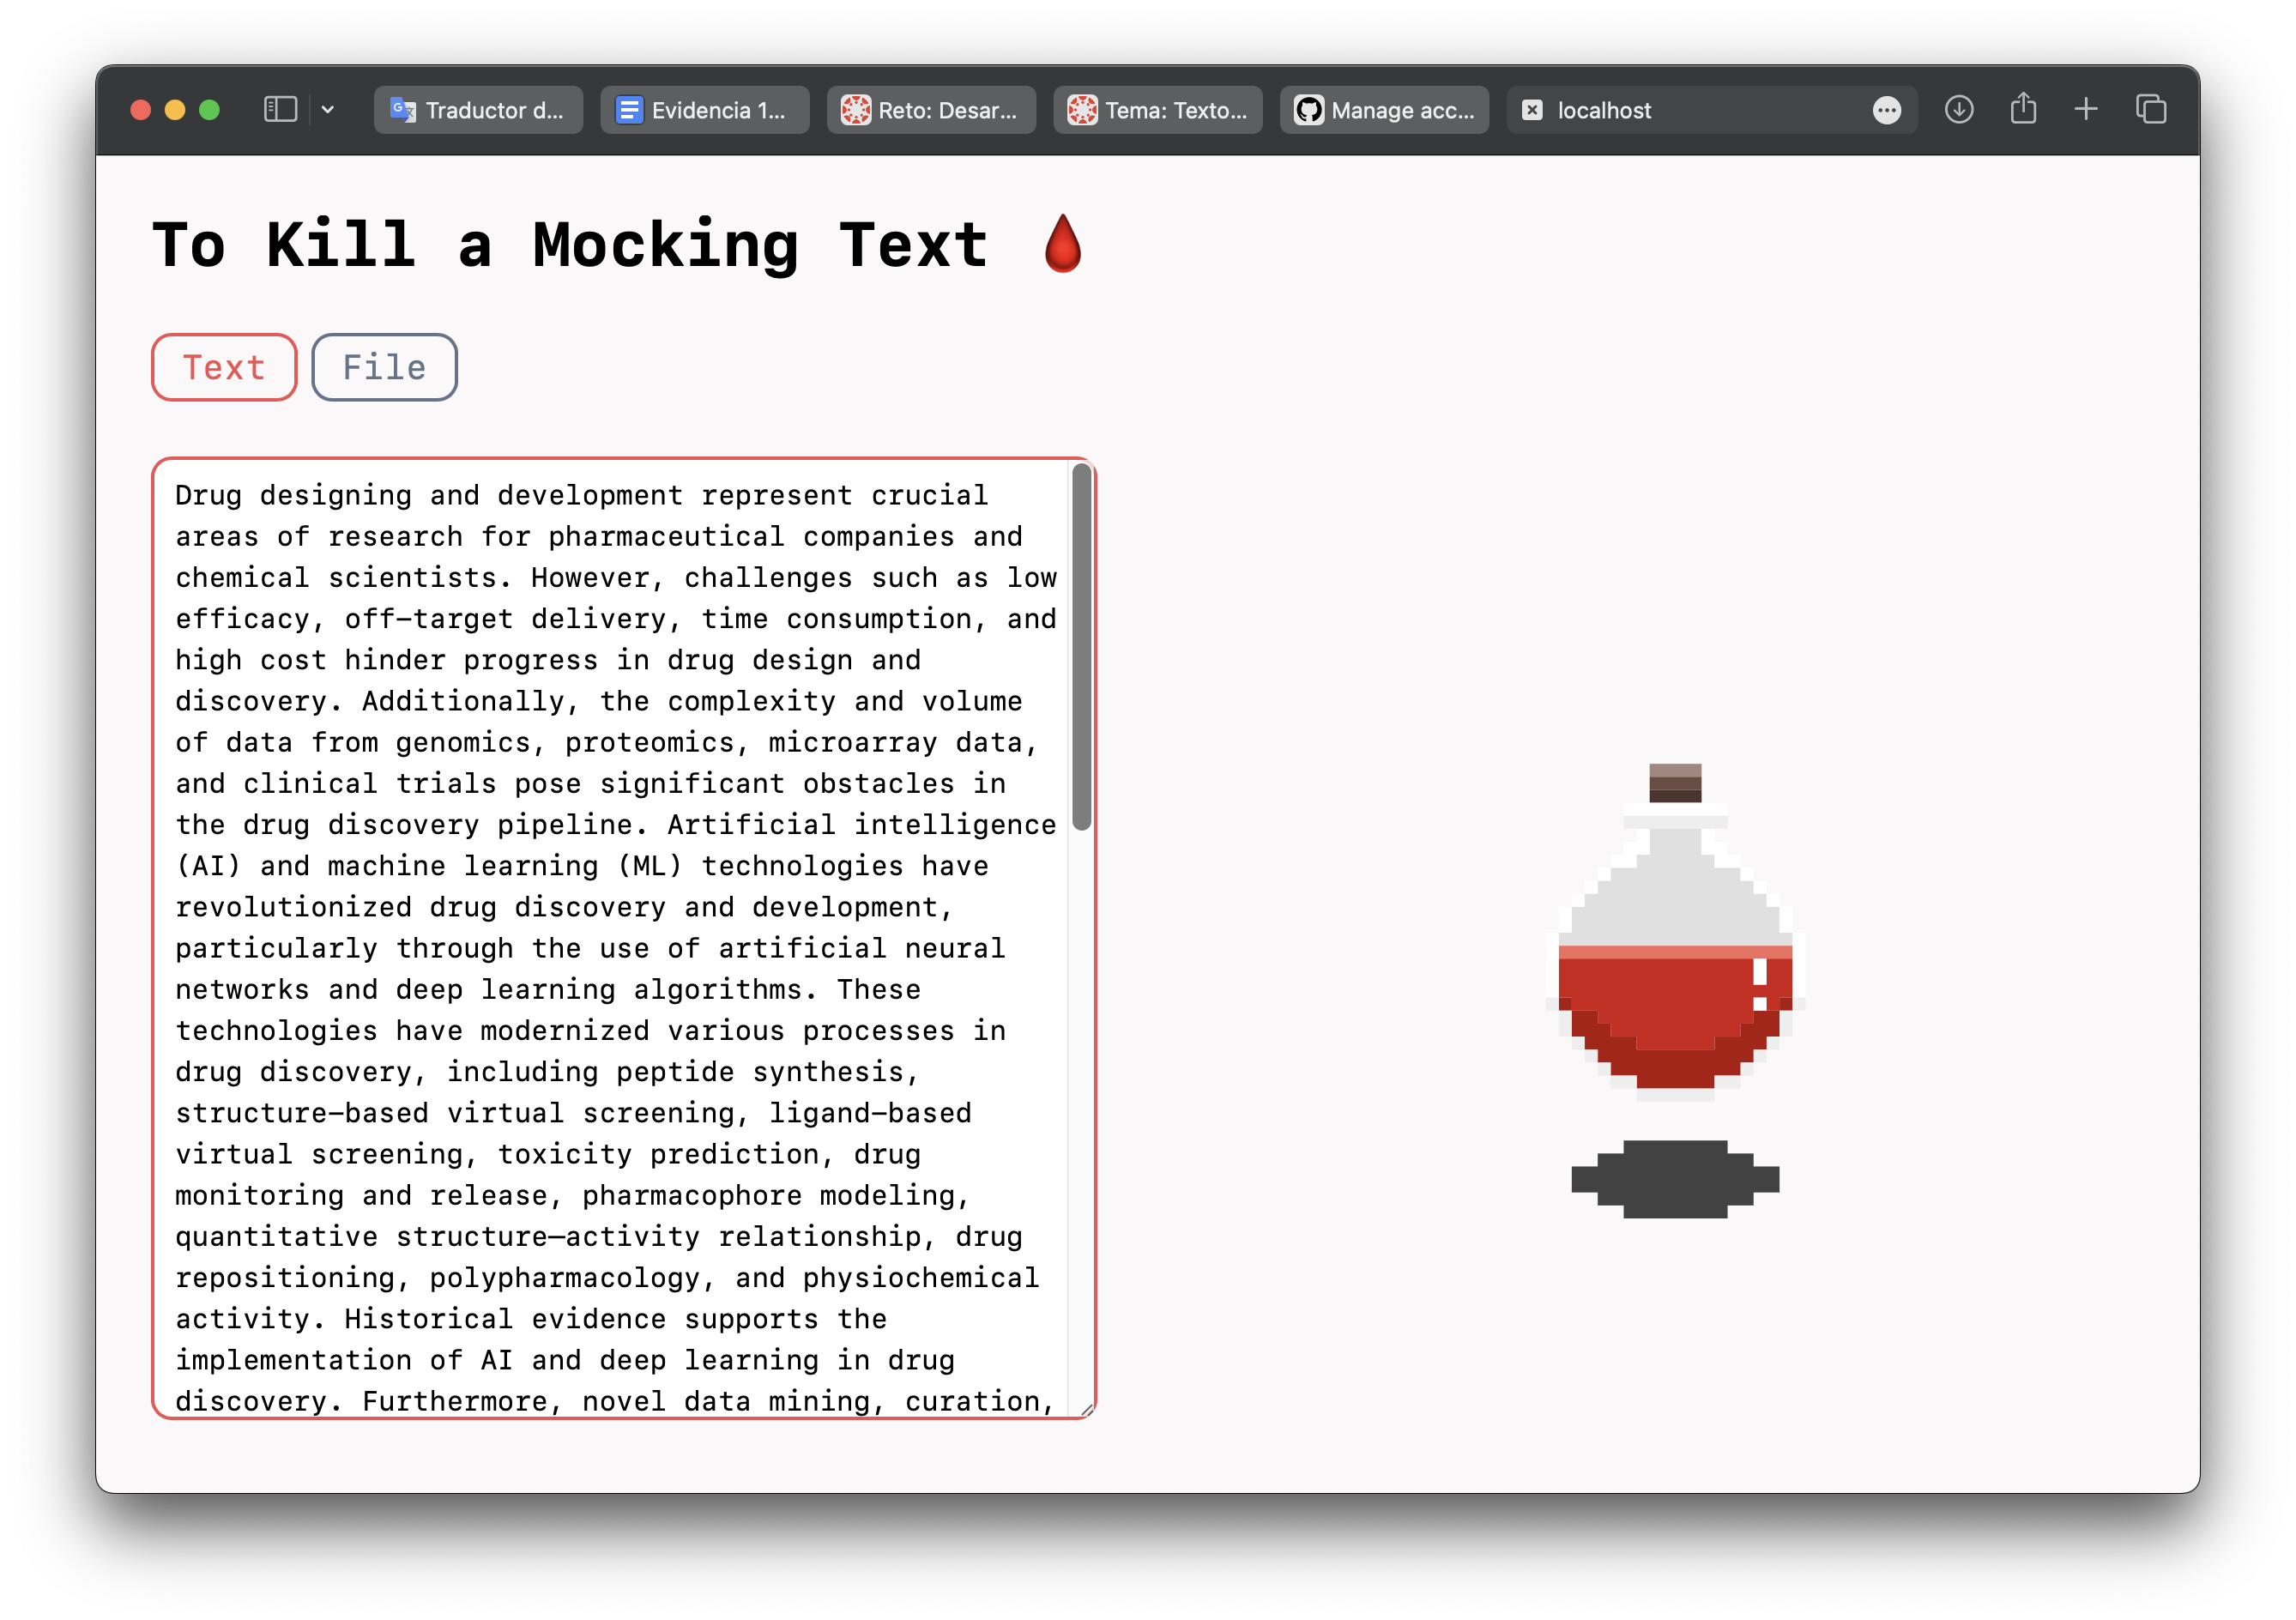 Traductor d...
Evidencia 1...
Reto: Desar...
Tema: Texto...
Manage acc...
localhost
To Kill a Mocking Text 🩸
Text
File
Drug designing and development represent crucial
areas of research for pharmaceutical companies and
chemical scientists. However, challenges such as low
efficacy, off-target delivery, time consumption, and
high cost hinder progress in drug design and
discovery. Additionally, the complexity and volume
of data from genomics, proteomics, microarray data,
and clinical trials pose significant obstacles in
the drug discovery pipeline. Artificial intelligence
(AI) and machine learning (ML) technologies have
revolutionized drug discovery and development,
particularly through the use of artificial neural
networks and deep learning algorithms. These
technologies have modernized various processes in
drug discovery, including peptide synthesis,
structure-based virtual screening, ligand-based
virtual screening, toxicity prediction, drug
monitoring and release, pharmacophore modeling,
quantitative structure–activity relationship, drug
repositioning, polypharmacology, and physiochemical
activity. Historical evidence supports the
implementation of AI and deep learning in drug
discovery. Furthermore, novel data mining, curation,